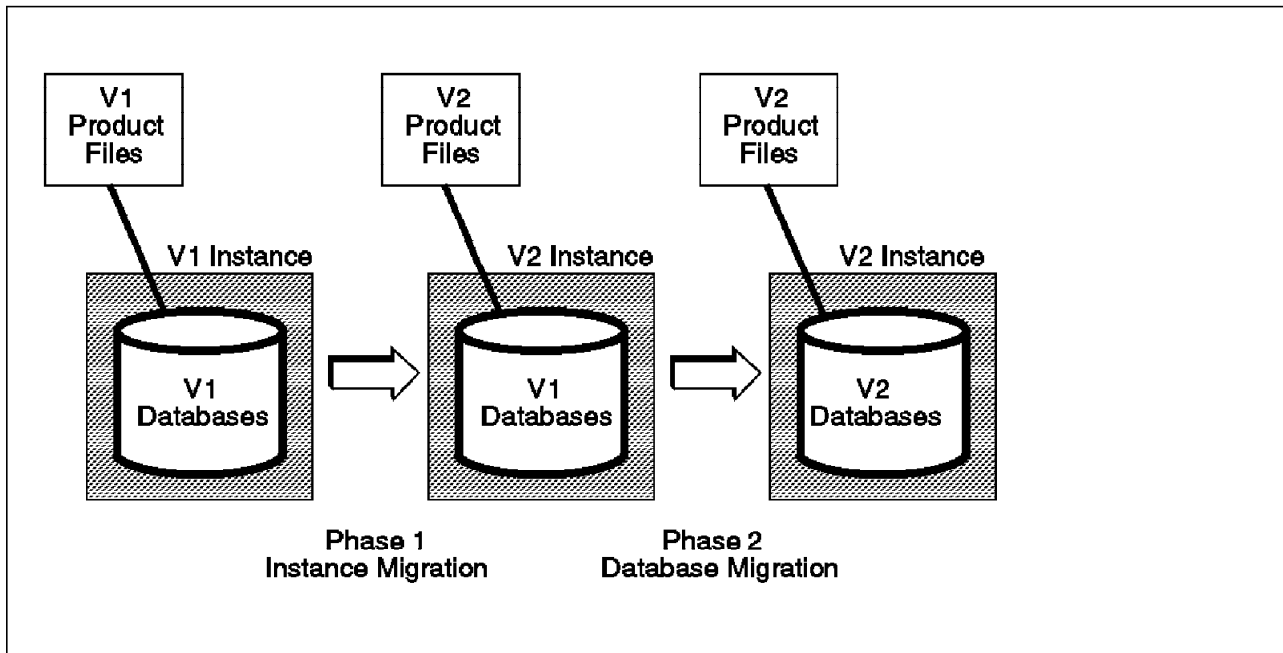 V1
Product
Files
V2
Product
Files
V2
Product
Files
V1 Instance
V2 Instance
V2 Instance
V1
Databases
V1
Databases
V2
Databases
Phase 1
Instance Migration
Phase 2
Database Migration